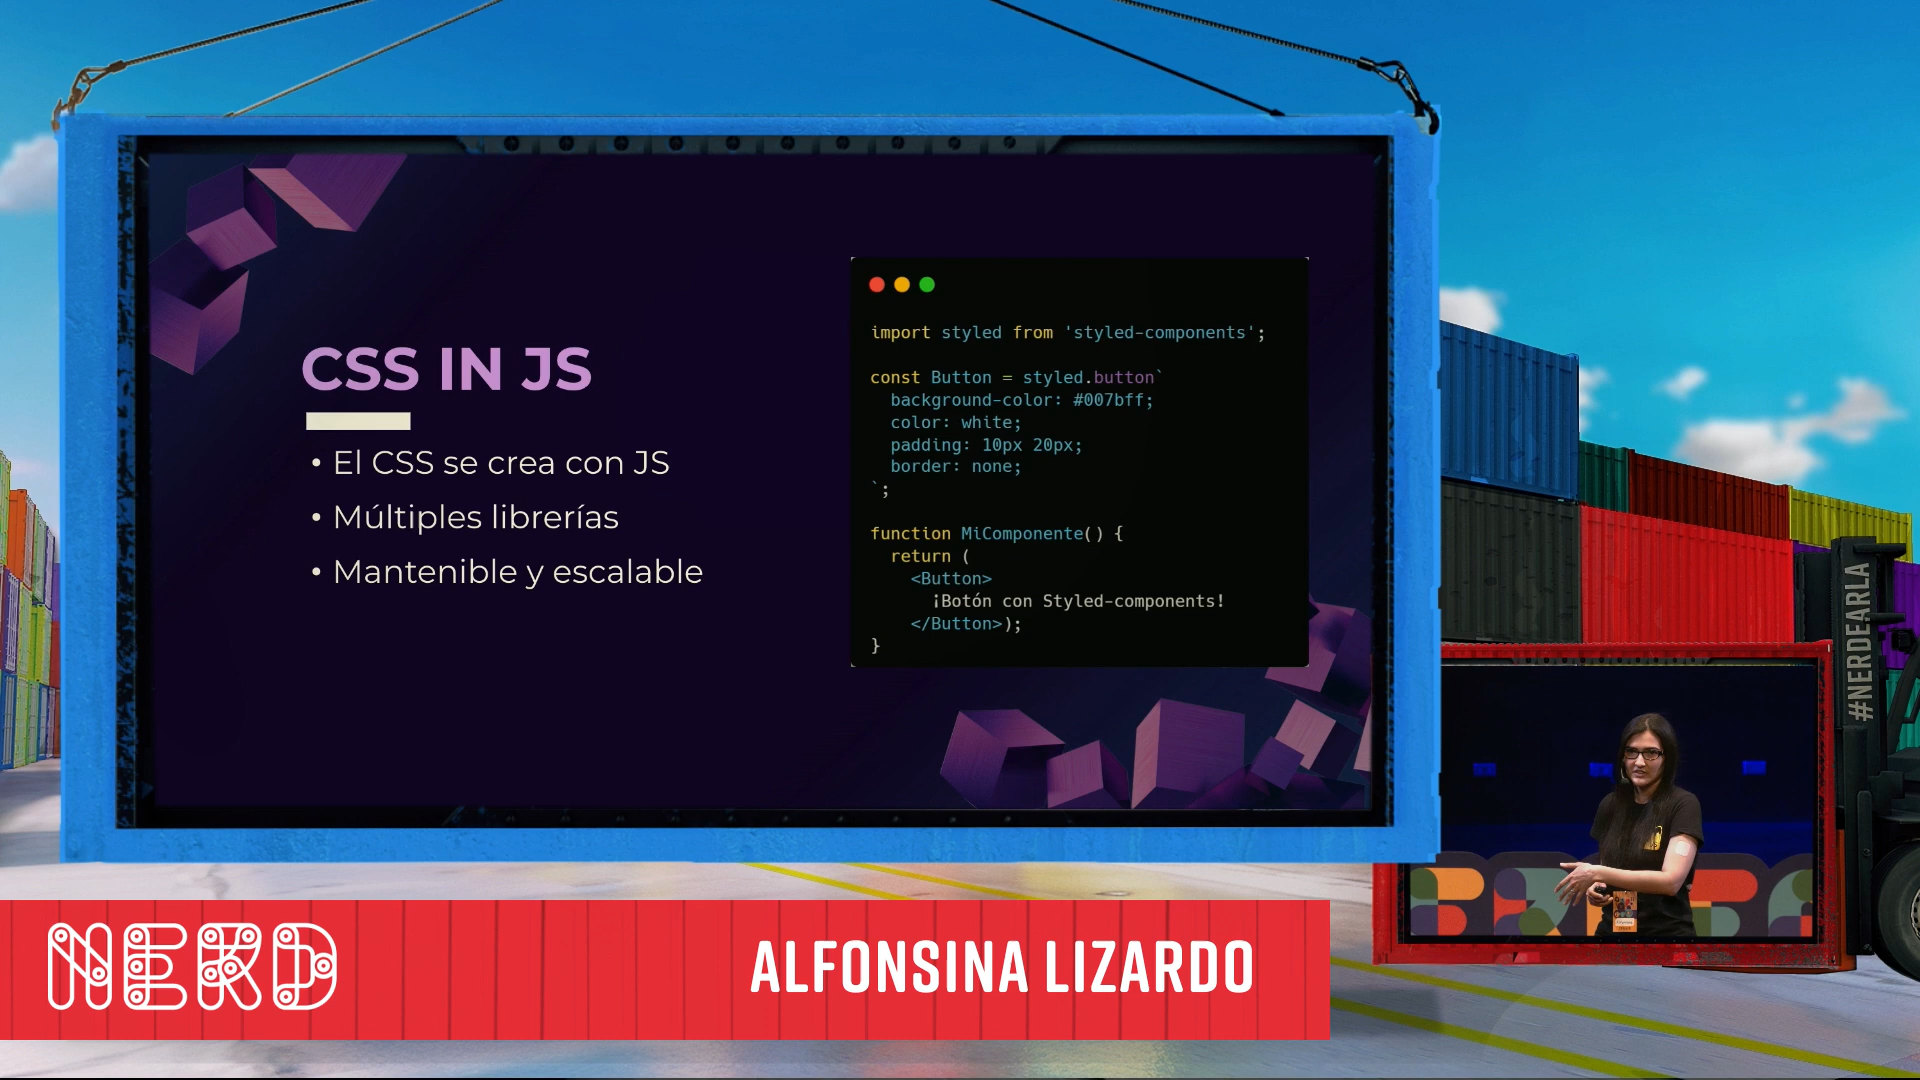 CSS IN JS
• El CSS se crea con JS
• Múltiples librerías
• Mantenible y escalable
import styled from 'styled-components';
const Button = styled.button`
  background-color: #007bff;
  color: white;
  padding: 10px 20px;
  border: none;
`;
function MiComponente() {
  return (
    <Button>
      ¡Botón con Styled-components!
    </Button>);
}
#NERDEARLA
NERD
ALFONSINA LIZARDO